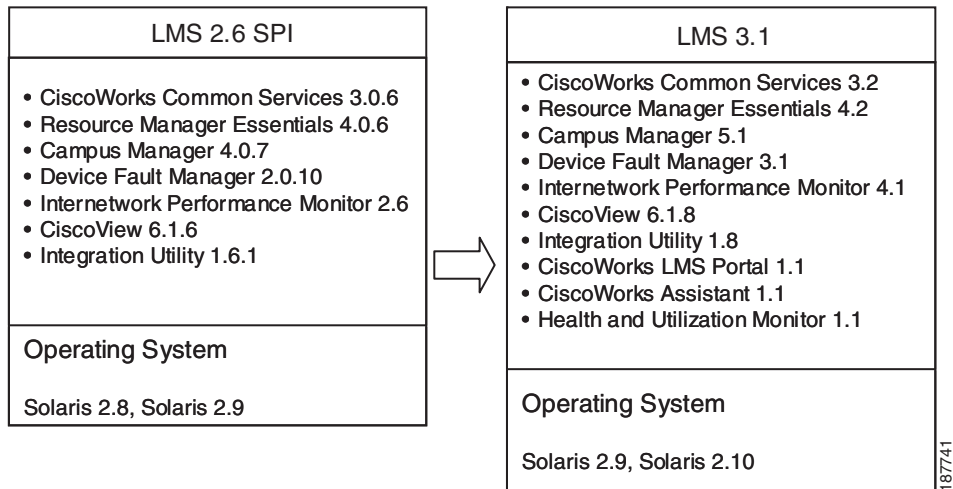 LMS 2.6 SPI
• CiscoWorks Common Services 3.0.6
• Resource Manager Essentials 4.0.6
• Campus Manager 4.0.7
• Device Fault Manager 2.0.10
• Internetwork Performance Monitor 2.6
• CiscoView 6.1.6
• Integration Utility 1.6.1
Operating System
Solaris 2.8, Solaris 2.9
LMS 3.1
• CiscoWorks Common Services 3.2
• Resource Manager Essentials 4.2
• Campus Manager 5.1
• Device Fault Manager 3.1
• Internetwork Performance Monitor 4.1
• CiscoView 6.1.8
• Integration Utility 1.8
• CiscoWorks LMS Portal 1.1
• CiscoWorks Assistant 1.1
• Health and Utilization Monitor 1.1
Operating System
Solaris 2.9, Solaris 2.10
187741